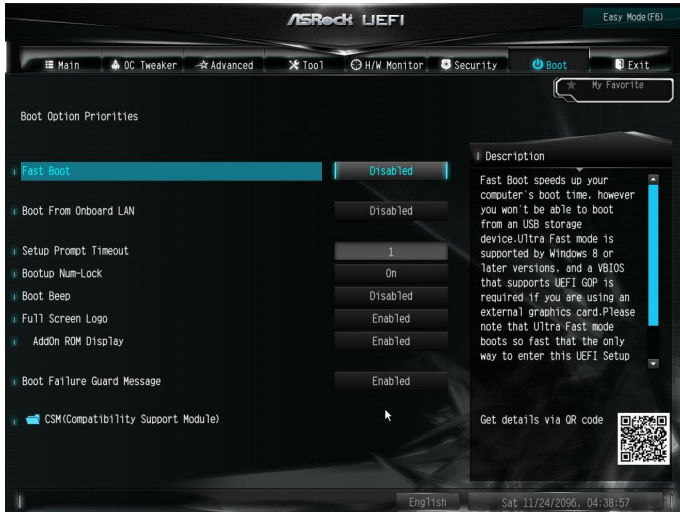 ASRock UEFI
Easy Mode(F6)
Main OC Tweaker Advanced Tool H/W Monitor Security Boot Exit
My Favorite
Boot Option Priorities
Fast Boot Disabled
Boot From Onboard LAN Disabled
Setup Prompt Timeout 1
Bootup Num-Lock On
Boot Beep Disabled
Full Screen Logo Enabled
AddOn ROM Display Enabled
Boot Failure Guard Message Enabled
CSM(Compatibility Support Module)
Description
Fast Boot speeds up your
computer's boot time. however
you won't be able to boot
from an USB storage
device.Ultra Fast mode is
supported by Windows 8 or
later versions. and a VBIOS
that supports UEFI GOP is
required if you are using an
external graphics card.Please
note that Ultra Fast mode
boots so fast that the only
way to enter this UEFI Setup
Get details via QR code
English
Sat 11/24/2096. 04:38:57